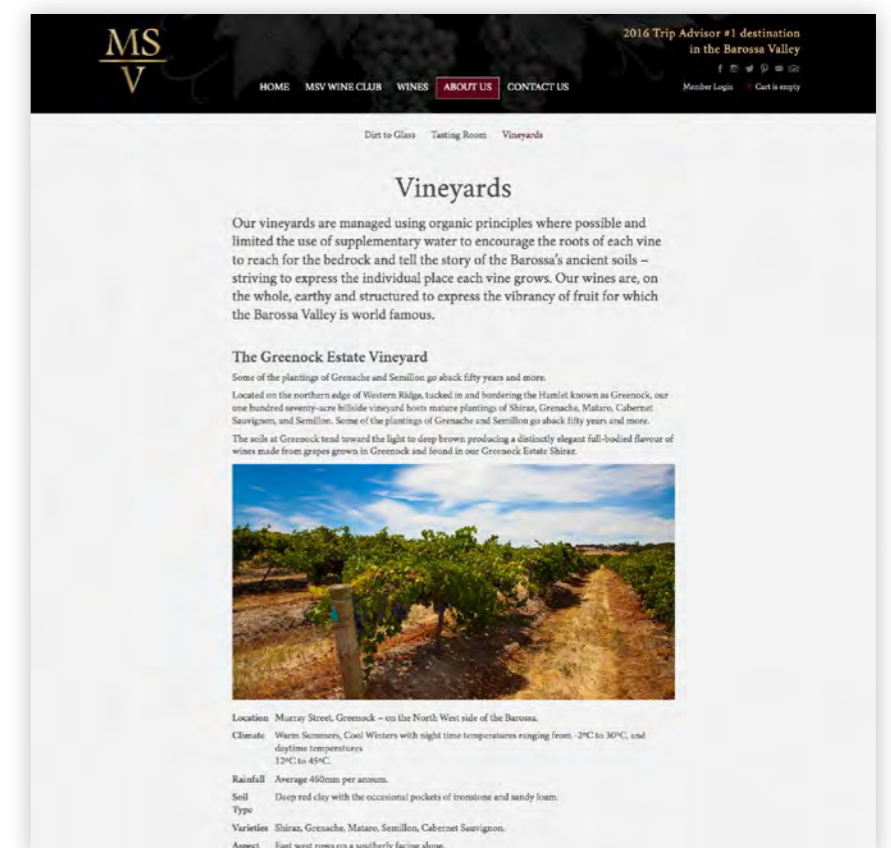 MS
V
2016 Trip Advisor #1 destination
in the Barossa Valley
Member Login Cart is empty
HOME MSV WINE CLUB WINES ABOUT US CONTACT US
Dirt to Glass Tasting Room Vineyards
Vineyards
Our vineyards are managed using organic principles where possible and
limited the use of supplementary water to encourage the roots of each vine
to reach for the bedrock and tell the story of the Barossa's ancient soils –
striving to express the individual place each vine grows. Our wines are, on
the whole, earthy and structured to express the vibrancy of fruit for which
the Barossa Valley is world famous.
The Greenock Estate Vineyard
Some of the plantings of Grenache and Semillon go aback fifty years and more.
Located on the northern edge of Western Ridge, tucked in and bordering the Hamlet known as Greenock, our
one hundred seventy-acre hillside vineyard hosts mature plantings of Shiraz, Grenache, Mataro, Cabernet
Sauvignon, and Semillon. Some of the plantings of Grenache and Semillon go aback fifty years and more.
The soils at Greenock tend toward the light to deep brown producing a distinctly elegant full-bodied flavour of
wines made from grapes grown in Greenock and found in our Greenock Estate Shiraz.
Location Murray Street, Greenock – on the North West side of the Barossa.
Climate Warm Summers, Cool Winters with night time temperatures ranging from -2ºC to 30ºC, and
daytime temperatures
12ºC to 45ºC.
Rainfall Average 460mm per annum.
Soil Deep red clay with the occasional pockets of ironstone and sandy loam.
Type
Varieties Shiraz, Grenache, Mataro, Semillon, Cabernet Sauvignon.
Aspect East west rows on a southerly facing slope.